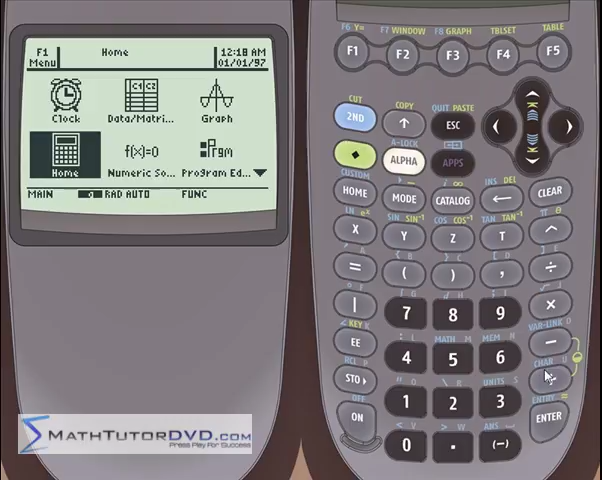 F1 Home 12:18 AM
Menu 01/01/97
Clock Data/Matri... Graph
f(x)=0 Prgm
Home Numeric So... Program Ed...
MAIN RAD AUTO FUNC
MATHTUTORDVD.COM
Press Play For Success
F6 Y= F7 WINDOW F8 GRAPH TBLSET TABLE
F1 F2 F3 F4 F5
CUT COPY QUIT PASTE
2ND ↑ ESC
A-LOCK
◆ ALPHA APPS
CUSTOM INS DEL
HOME MODE CATALOG ← CLEAR
LN eˣ SIN SIN⁻¹ COS COS⁻¹ TAN TAN⁻¹ π θ
X Y Z T ^
= ( ) , ÷
| 7 8 9 ×
∠ KEY K L MATH M MEM N VAR-LINK O
EE 4 5 6 −
RCL P Q R UNITS S CHAR U
STO▸ 1 2 3 +
OFF V W ANS ENTRY =
ON 0 . (−) ENTER